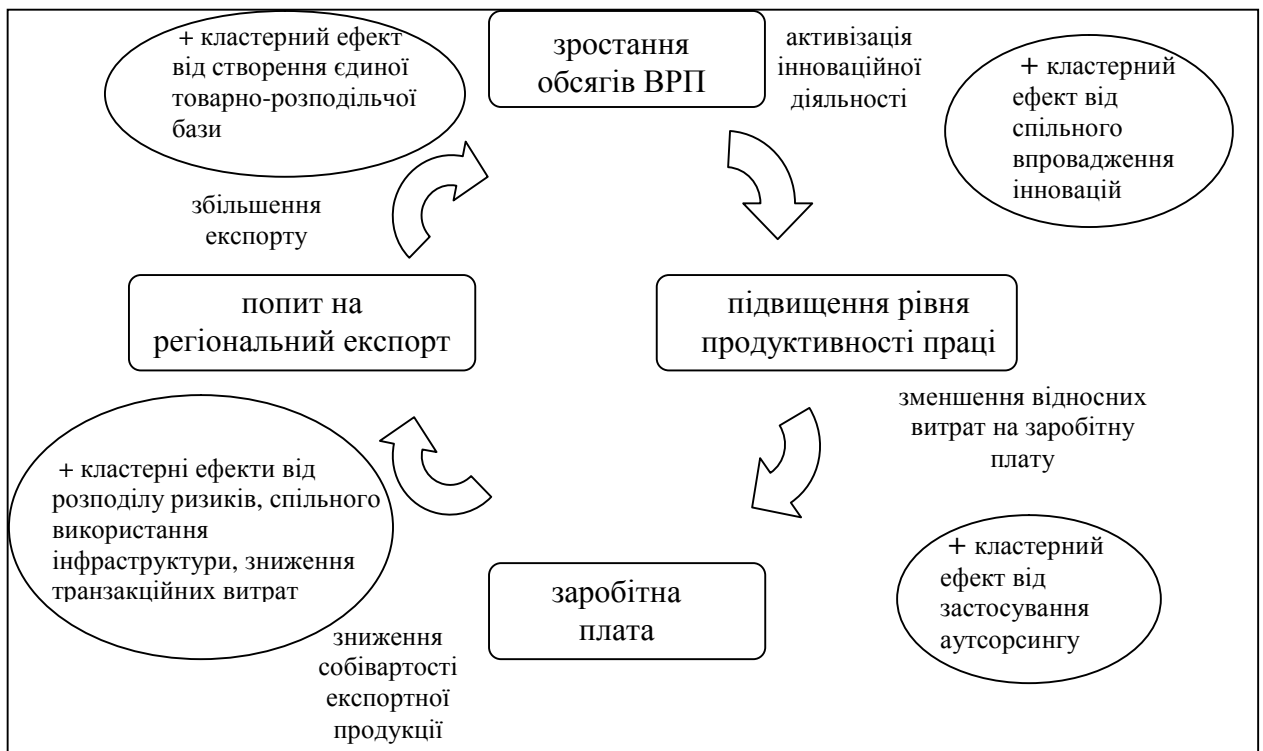 + кластерний ефект
від створення єдиної
товарно-розподільчої
бази
зростання
обсягів ВРП
активізація
інноваційної
діяльності
+ кластерний
ефект від
спільного
впровадження
інновацій
збільшення
експорту
попит на
регіональний експорт
підвищення рівня
продуктивності праці
зменшення відносних
витрат на заробітну
плату
+ кластерні ефекти від
розподілу ризиків, спільного
використання
інфраструктури, зниження
транзакційних витрат
заробітна
плата
+ кластерний
ефект від
застосування
аутсорсингу
зниження
собівартості
експортної
продукції